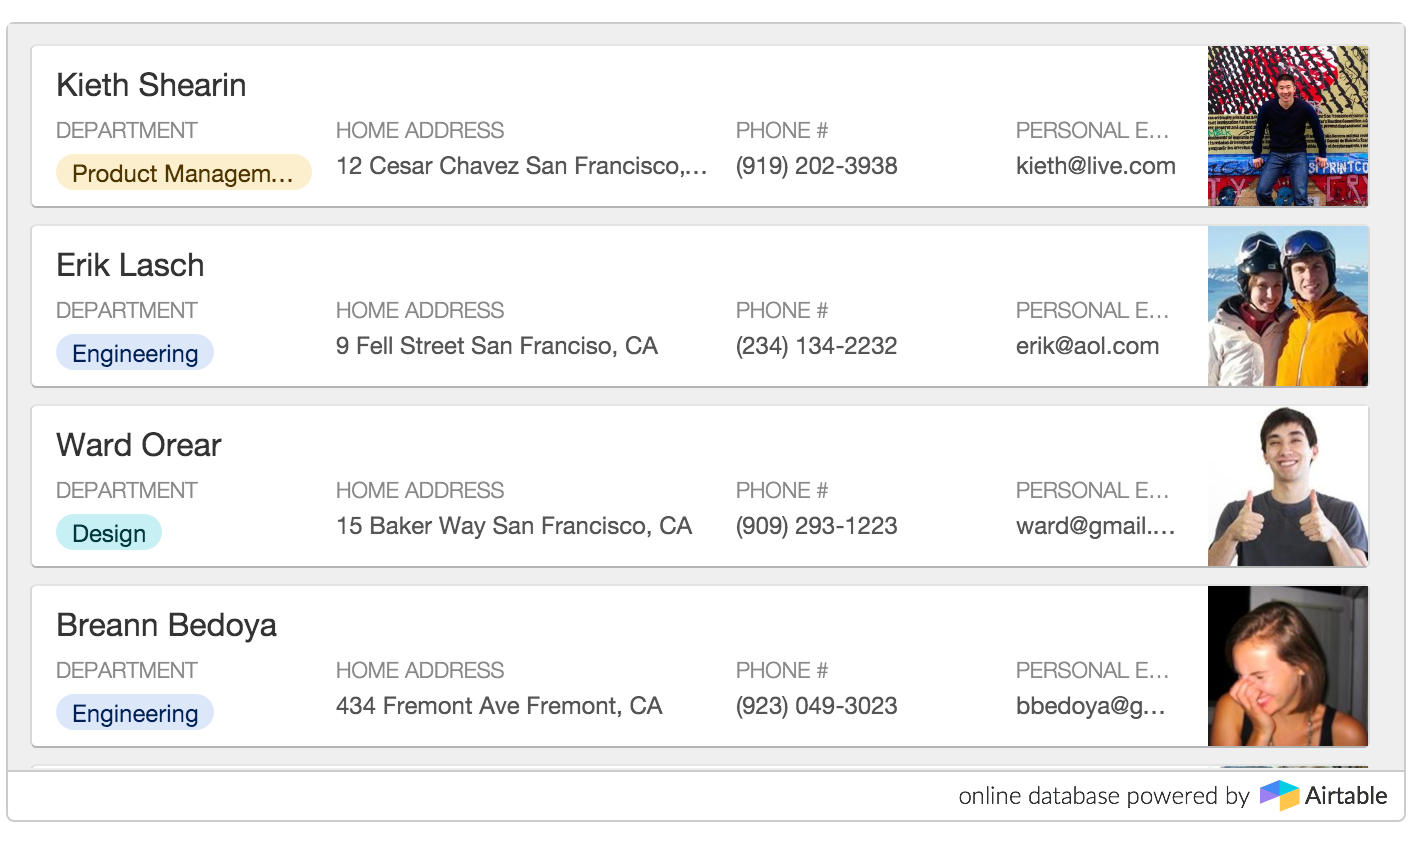 Kieth Shearin
DEPARTMENT HOME ADDRESS PHONE # PERSONAL E...
Product Managem... 12 Cesar Chavez San Francisco,... (919) 202-3938 kieth@live.com
Erik Lasch
DEPARTMENT HOME ADDRESS PHONE # PERSONAL E...
Engineering 9 Fell Street San Franciso, CA (234) 134-2232 erik@aol.com
Ward Orear
DEPARTMENT HOME ADDRESS PHONE # PERSONAL E...
Design 15 Baker Way San Francisco, CA (909) 293-1223 ward@gmail....
Breann Bedoya
DEPARTMENT HOME ADDRESS PHONE # PERSONAL E...
Engineering 434 Fremont Ave Fremont, CA (923) 049-3023 bbedoya@g...
online database powered by Airtable